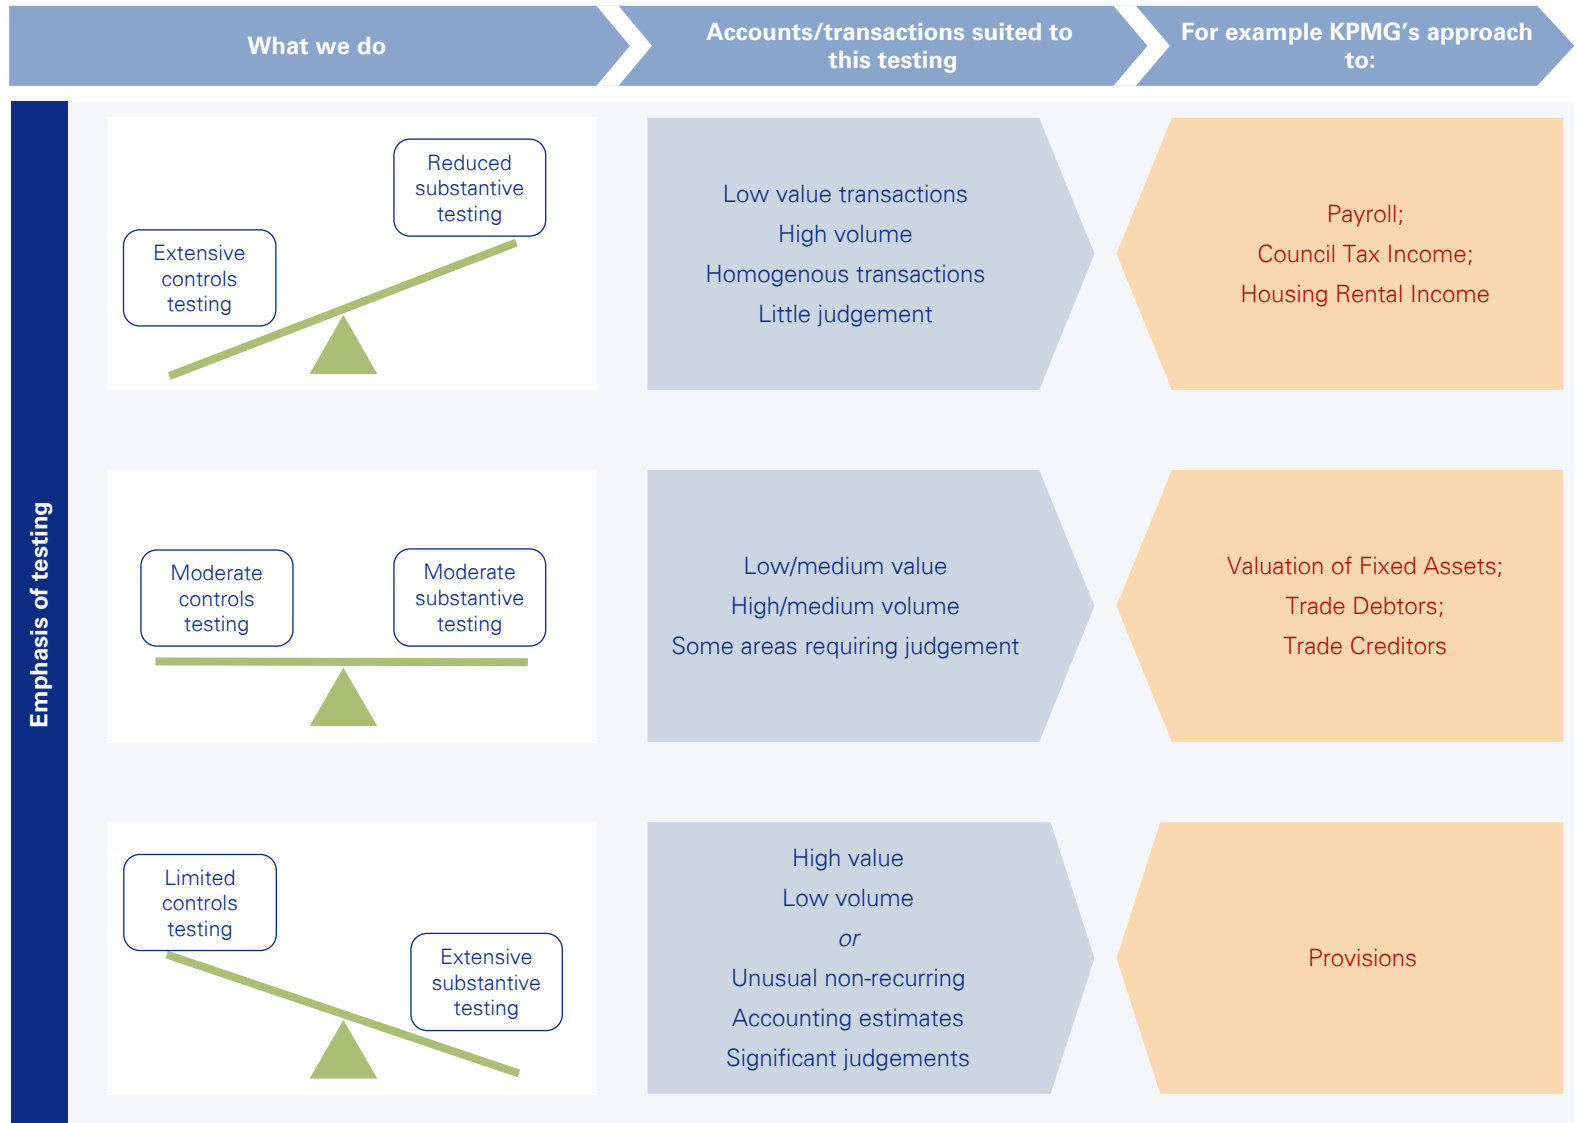 What we do
Accounts/transactions suited to
this testing
For example KPMG's approach
to:
Emphasis of testing
Extensive
controls
testing
Reduced
substantive
testing
Low value transactions
High volume
Homogenous transactions
Little judgement
Payroll;
Council Tax Income;
Housing Rental Income
Moderate
controls
testing
Moderate
substantive
testing
Low/medium value
High/medium volume
Some areas requiring judgement
Valuation of Fixed Assets;
Trade Debtors;
Trade Creditors
Limited
controls
testing
Extensive
substantive
testing
High value
Low volume
or
Unusual non-recurring
Accounting estimates
Significant judgements
Provisions